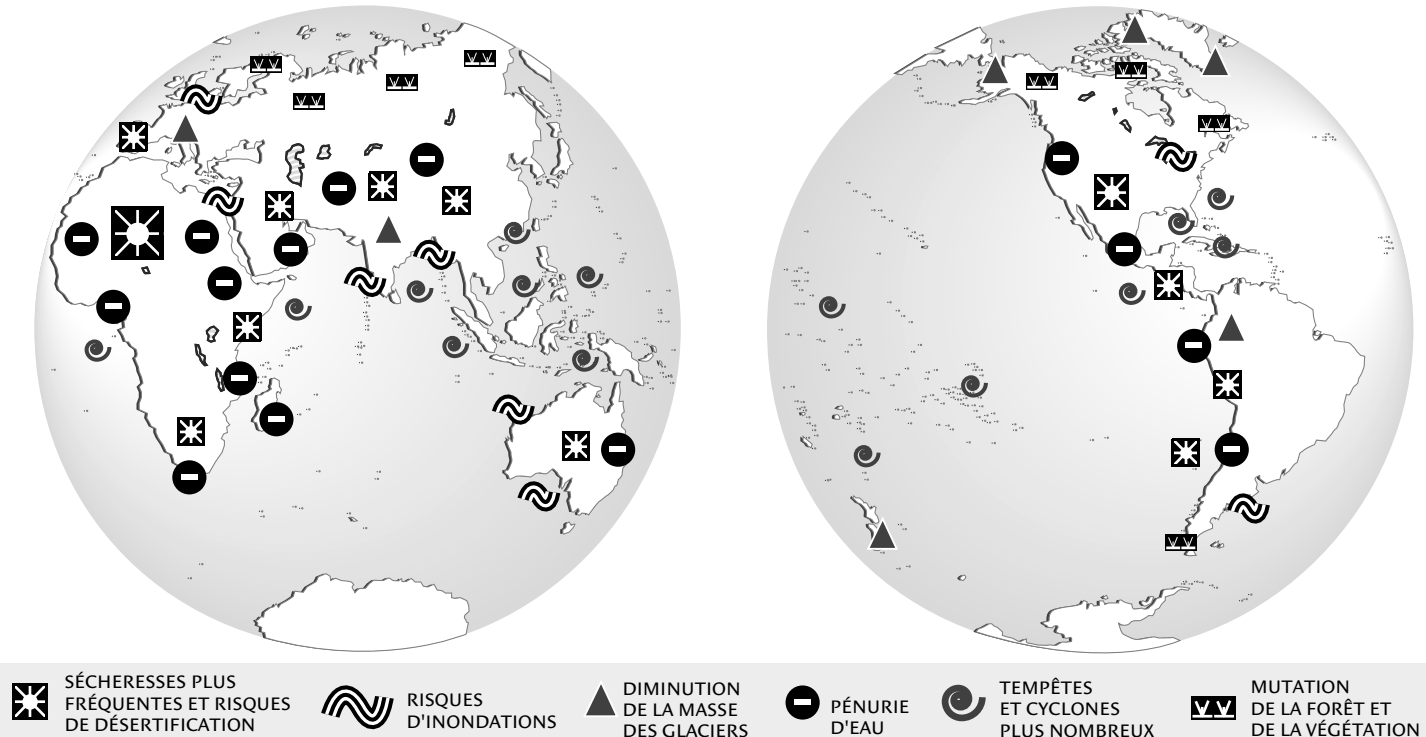 SÉCHERESSES PLUS
FRÉQUENTES ET RISQUES
DE DÉSERTIFICATION
RISQUES
D'INONDATIONS
DIMINUTION
DE LA MASSE
DES GLACIERS
PÉNURIE
D'EAU
TEMPÊTES
ET CYCLONES
PLUS NOMBREUX
MUTATION
DE LA FORÊT ET
DE LA VÉGÉTATION